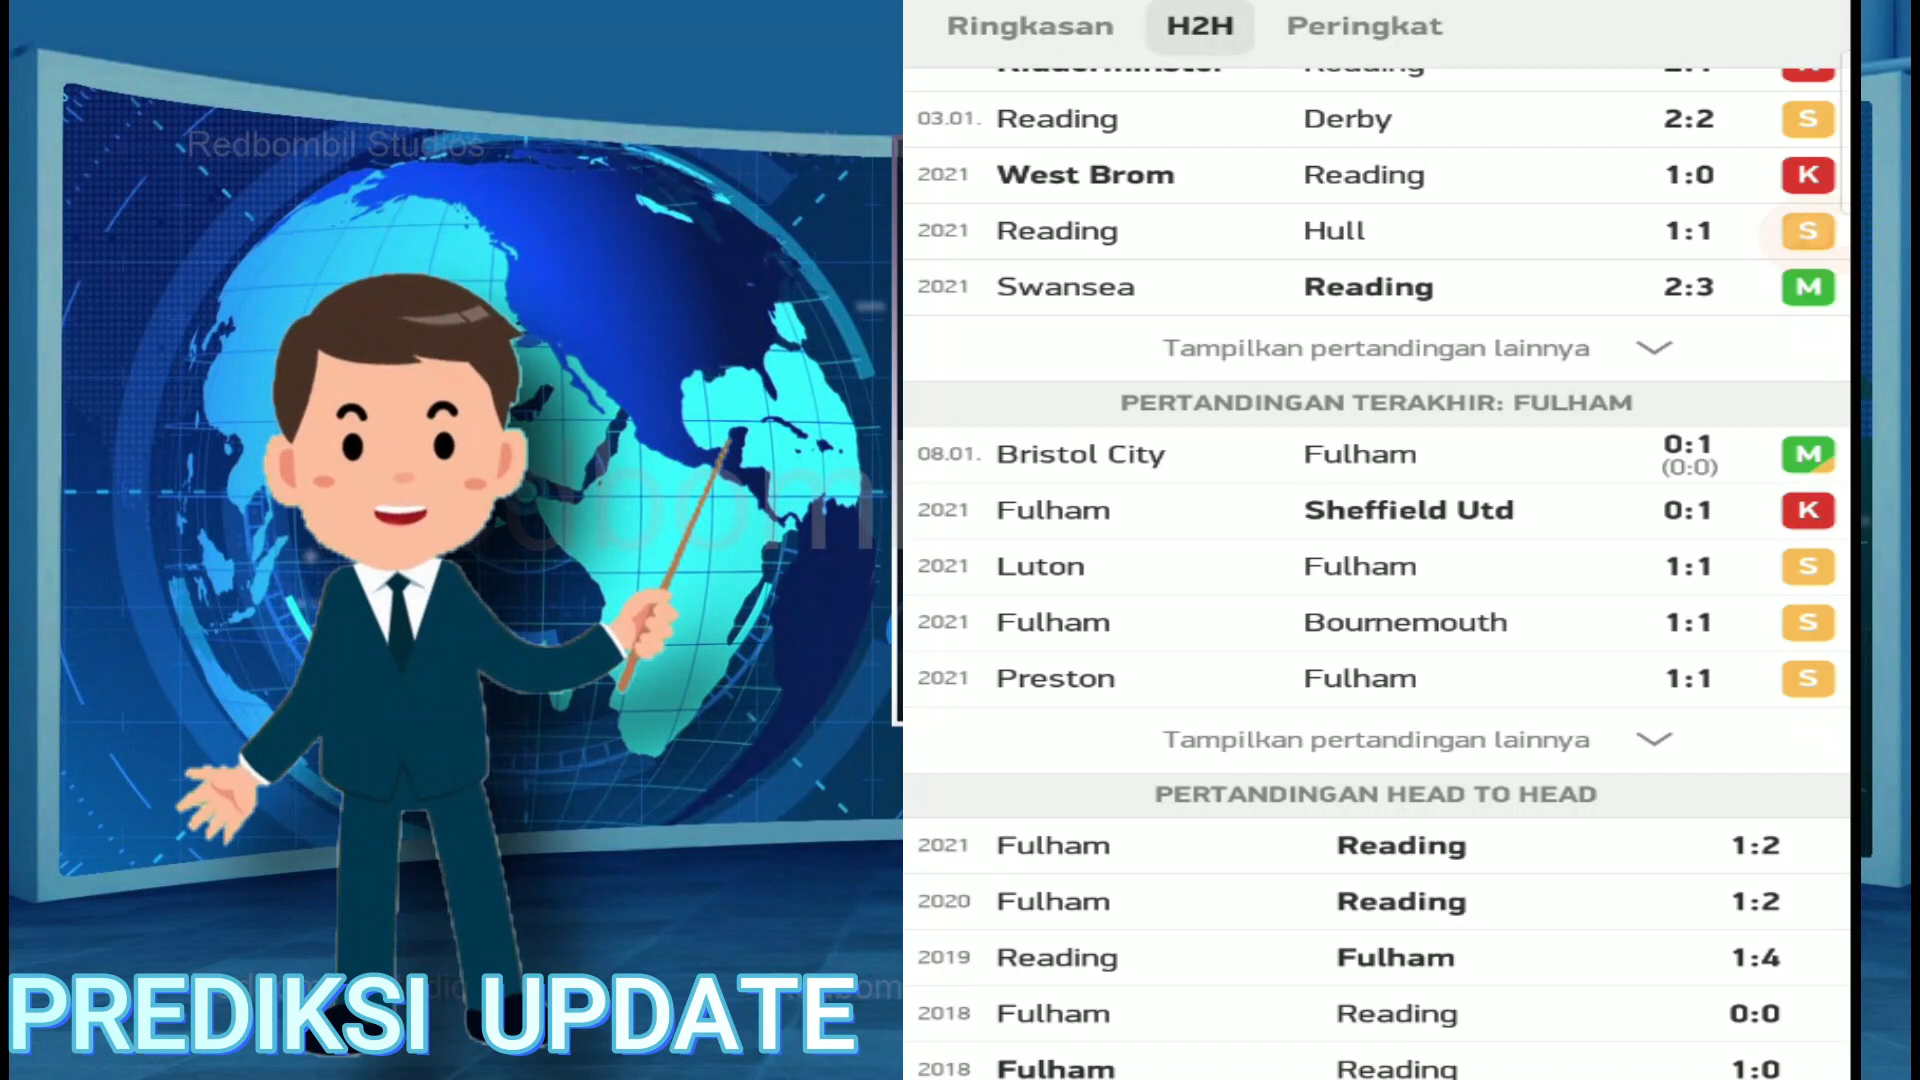 Ringkasan H2H Peringkat
Kidderminster Reading 2:1
03.01. Reading Derby 2:2 S
2021 West Brom Reading 1:0 K
2021 Reading Hull 1:1 S
2021 Swansea Reading 2:3 M
Tampilkan pertandingan lainnya
PERTANDINGAN TERAKHIR: FULHAM
08.01. Bristol City Fulham 0:1 M
(0:0)
2021 Fulham Sheffield Utd 0:1 K
2021 Luton Fulham 1:1 S
2021 Fulham Bournemouth 1:1 S
2021 Preston Fulham 1:1 S
Tampilkan pertandingan lainnya
PERTANDINGAN HEAD TO HEAD
2021 Fulham Reading 1:2
2020 Fulham Reading 1:2
2019 Reading Fulham 1:4
2018 Fulham Reading 0:0
2018 Fulham Reading 1:0
Redbombil Studios
PREDIKSI UPDATE